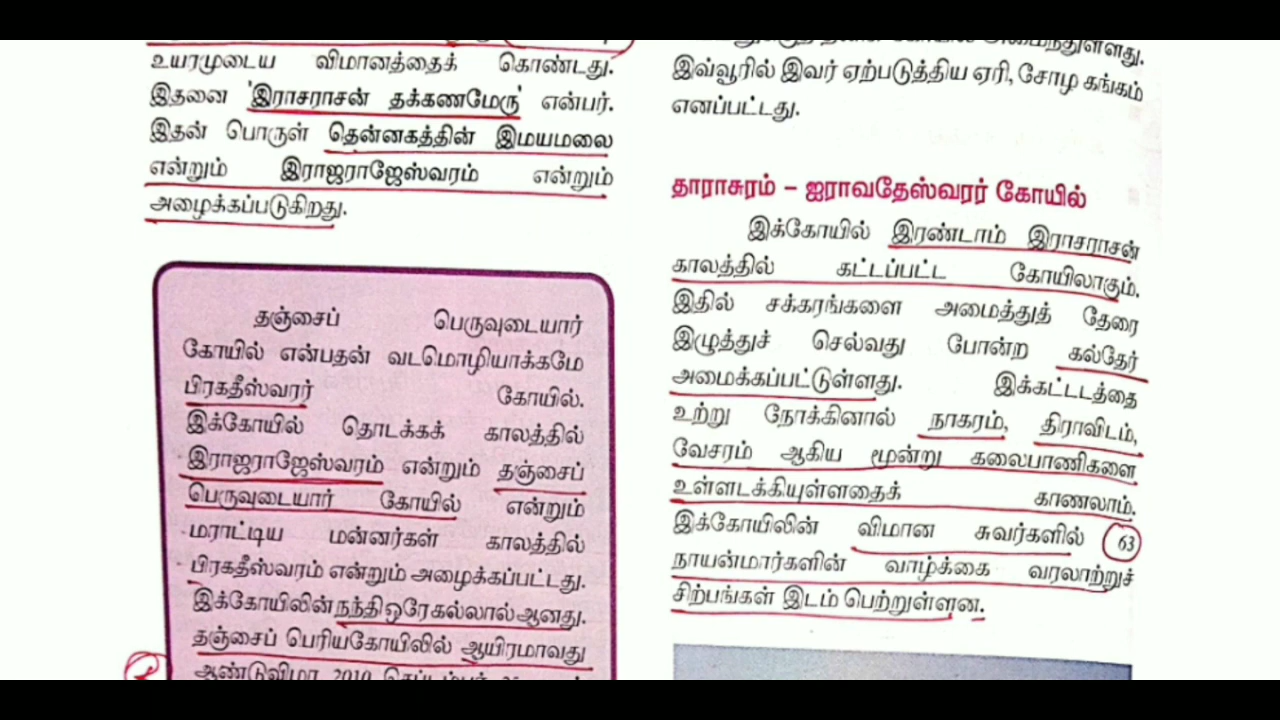 உயரமுடைய விமானத்தைக் கொண்டது.
இதனை 'இராசராசன் தக்கணமேரு' என்பர்.
இதன் பொருள் தென்னகத்தின் இமயமலை
என்றும் இராஜராஜேஸ்வரம் என்றும்
அழைக்கப்படுகிறது.
தஞ்சைப் பெருவுடையார்
கோயில் என்பதன் வடமொழியாக்கமே
பிரகதீஸ்வரர் கோயில்.
இக்கோயில் தொடக்கக் காலத்தில்
இராஜராஜேஸ்வரம் என்றும் தஞ்சைப்
பெருவுடையார் கோயில் என்றும்
மராட்டிய மன்னர்கள் காலத்தில்
பிரகதீஸ்வரம் என்றும் அழைக்கப்பட்டது.
இக்கோயிலின் நந்தி ஒரே கல்லால் ஆனது.
தஞ்சைப் பெரியகோயிலில் ஆயிரமாவது
ஆண்டுவிழா 2010
கோயில் அமைந்துள்ளது.
இவ்வூரில் இவர் ஏற்படுத்திய ஏரி, சோழ கங்கம்
எனப்பட்டது.
தாராசுரம் – ஐராவதேஸ்வரர் கோயில்
இக்கோயில் இரண்டாம் இராசராசன்
காலத்தில் கட்டப்பட்ட கோயிலாகும்.
இதில் சக்கரங்களை அமைத்துத் தேரை
இழுத்துச் செல்வது போன்ற கல்தேர்
அமைக்கப்பட்டுள்ளது. இக்கட்டடத்தை
உற்று நோக்கினால் நாகரம், திராவிடம்,
வேசரம் ஆகிய மூன்று கலைபாணிகளை
உள்ளடக்கியுள்ளதைக் காணலாம்.
இக்கோயிலின் விமான சுவர்களில் 63
நாயன்மார்களின் வாழ்க்கை வரலாற்றுச்
சிற்பங்கள் இடம் பெற்றுள்ளன.